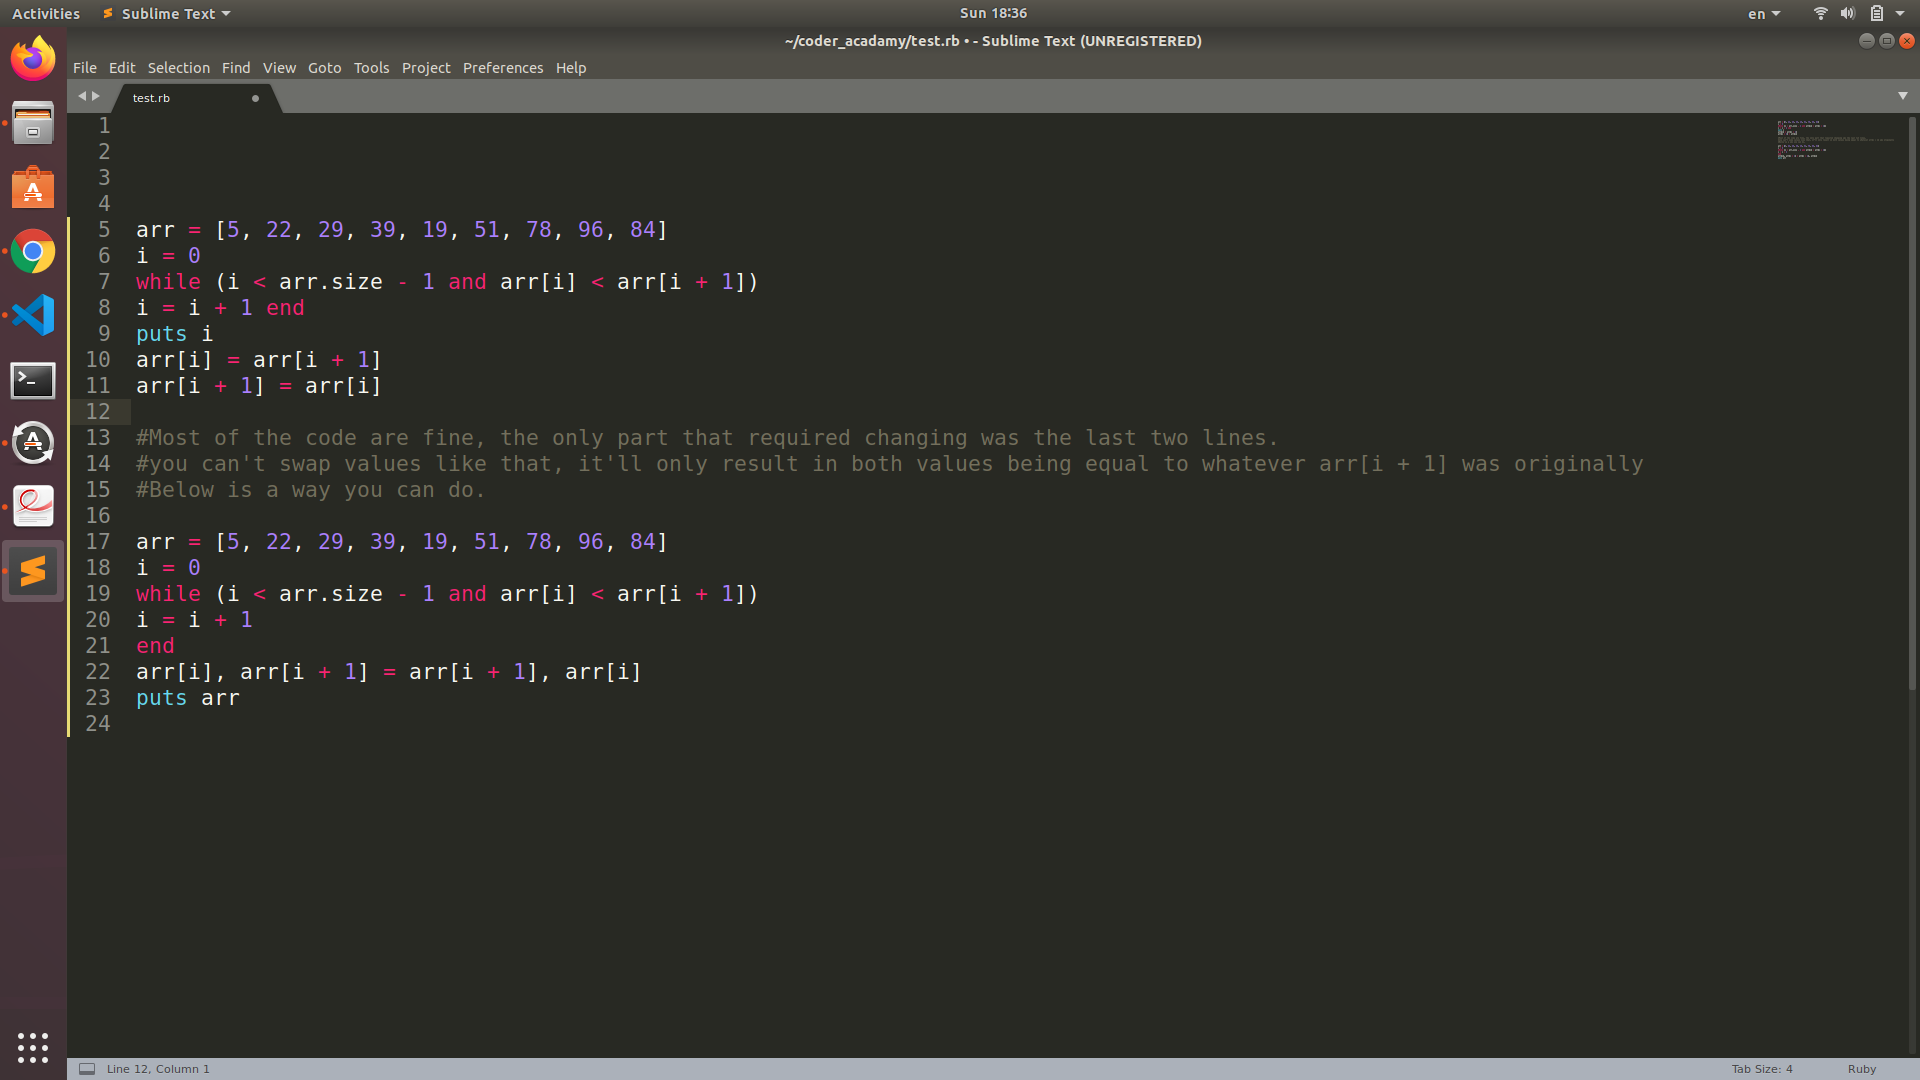 Activities Sublime Text Sun 18:36 en
~/coder_acadamy/test.rb • - Sublime Text (UNREGISTERED)
File Edit Selection Find View Goto Tools Project Preferences Help
test.rb
1
2
3
4
5 arr = [5, 22, 29, 39, 19, 51, 78, 96, 84]
6 i = 0
7 while (i < arr.size - 1 and arr[i] < arr[i + 1])
8 i = i + 1 end
9 puts i
10 arr[i] = arr[i + 1]
11 arr[i + 1] = arr[i]
12
13 #Most of the code are fine, the only part that required changing was the last two lines.
14 #you can't swap values like that, it'll only result in both values being equal to whatever arr[i + 1] was originally
15 #Below is a way you can do.
16
17 arr = [5, 22, 29, 39, 19, 51, 78, 96, 84]
18 i = 0
19 while (i < arr.size - 1 and arr[i] < arr[i + 1])
20 i = i + 1
21 end
22 arr[i], arr[i + 1] = arr[i + 1], arr[i]
23 puts arr
24
Line 12, Column 1 Tab Size: 4 Ruby